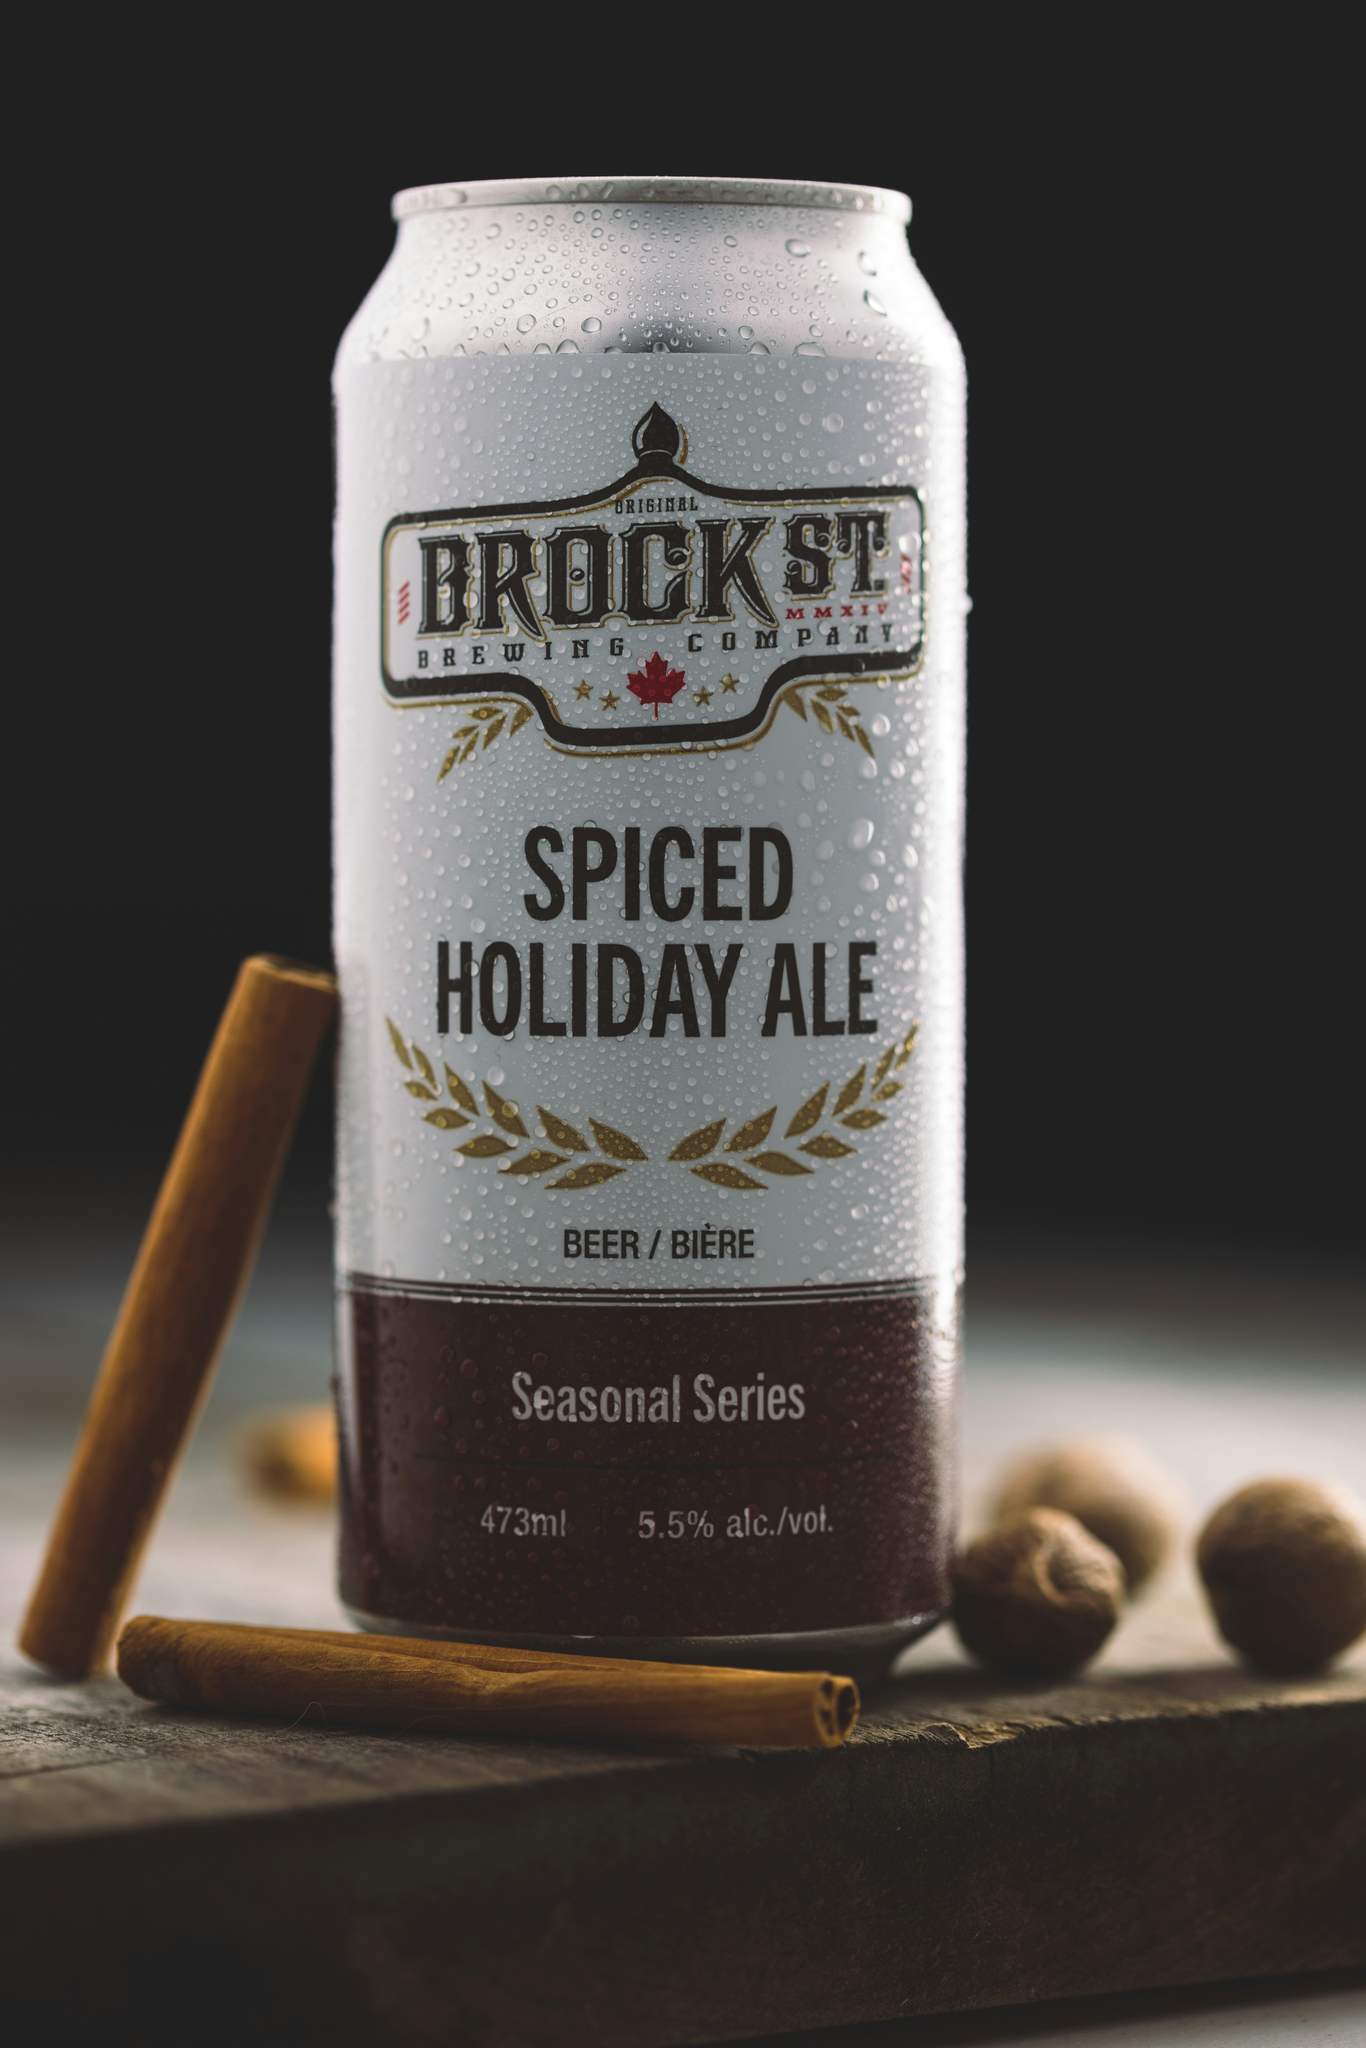 ORIGINAL
BROCK ST.
MMXIV
BREWING COMPANY
SPICED
HOLIDAY ALE
BEER / BIÈRE
Seasonal Series
473ml 5.5% alc./vol.